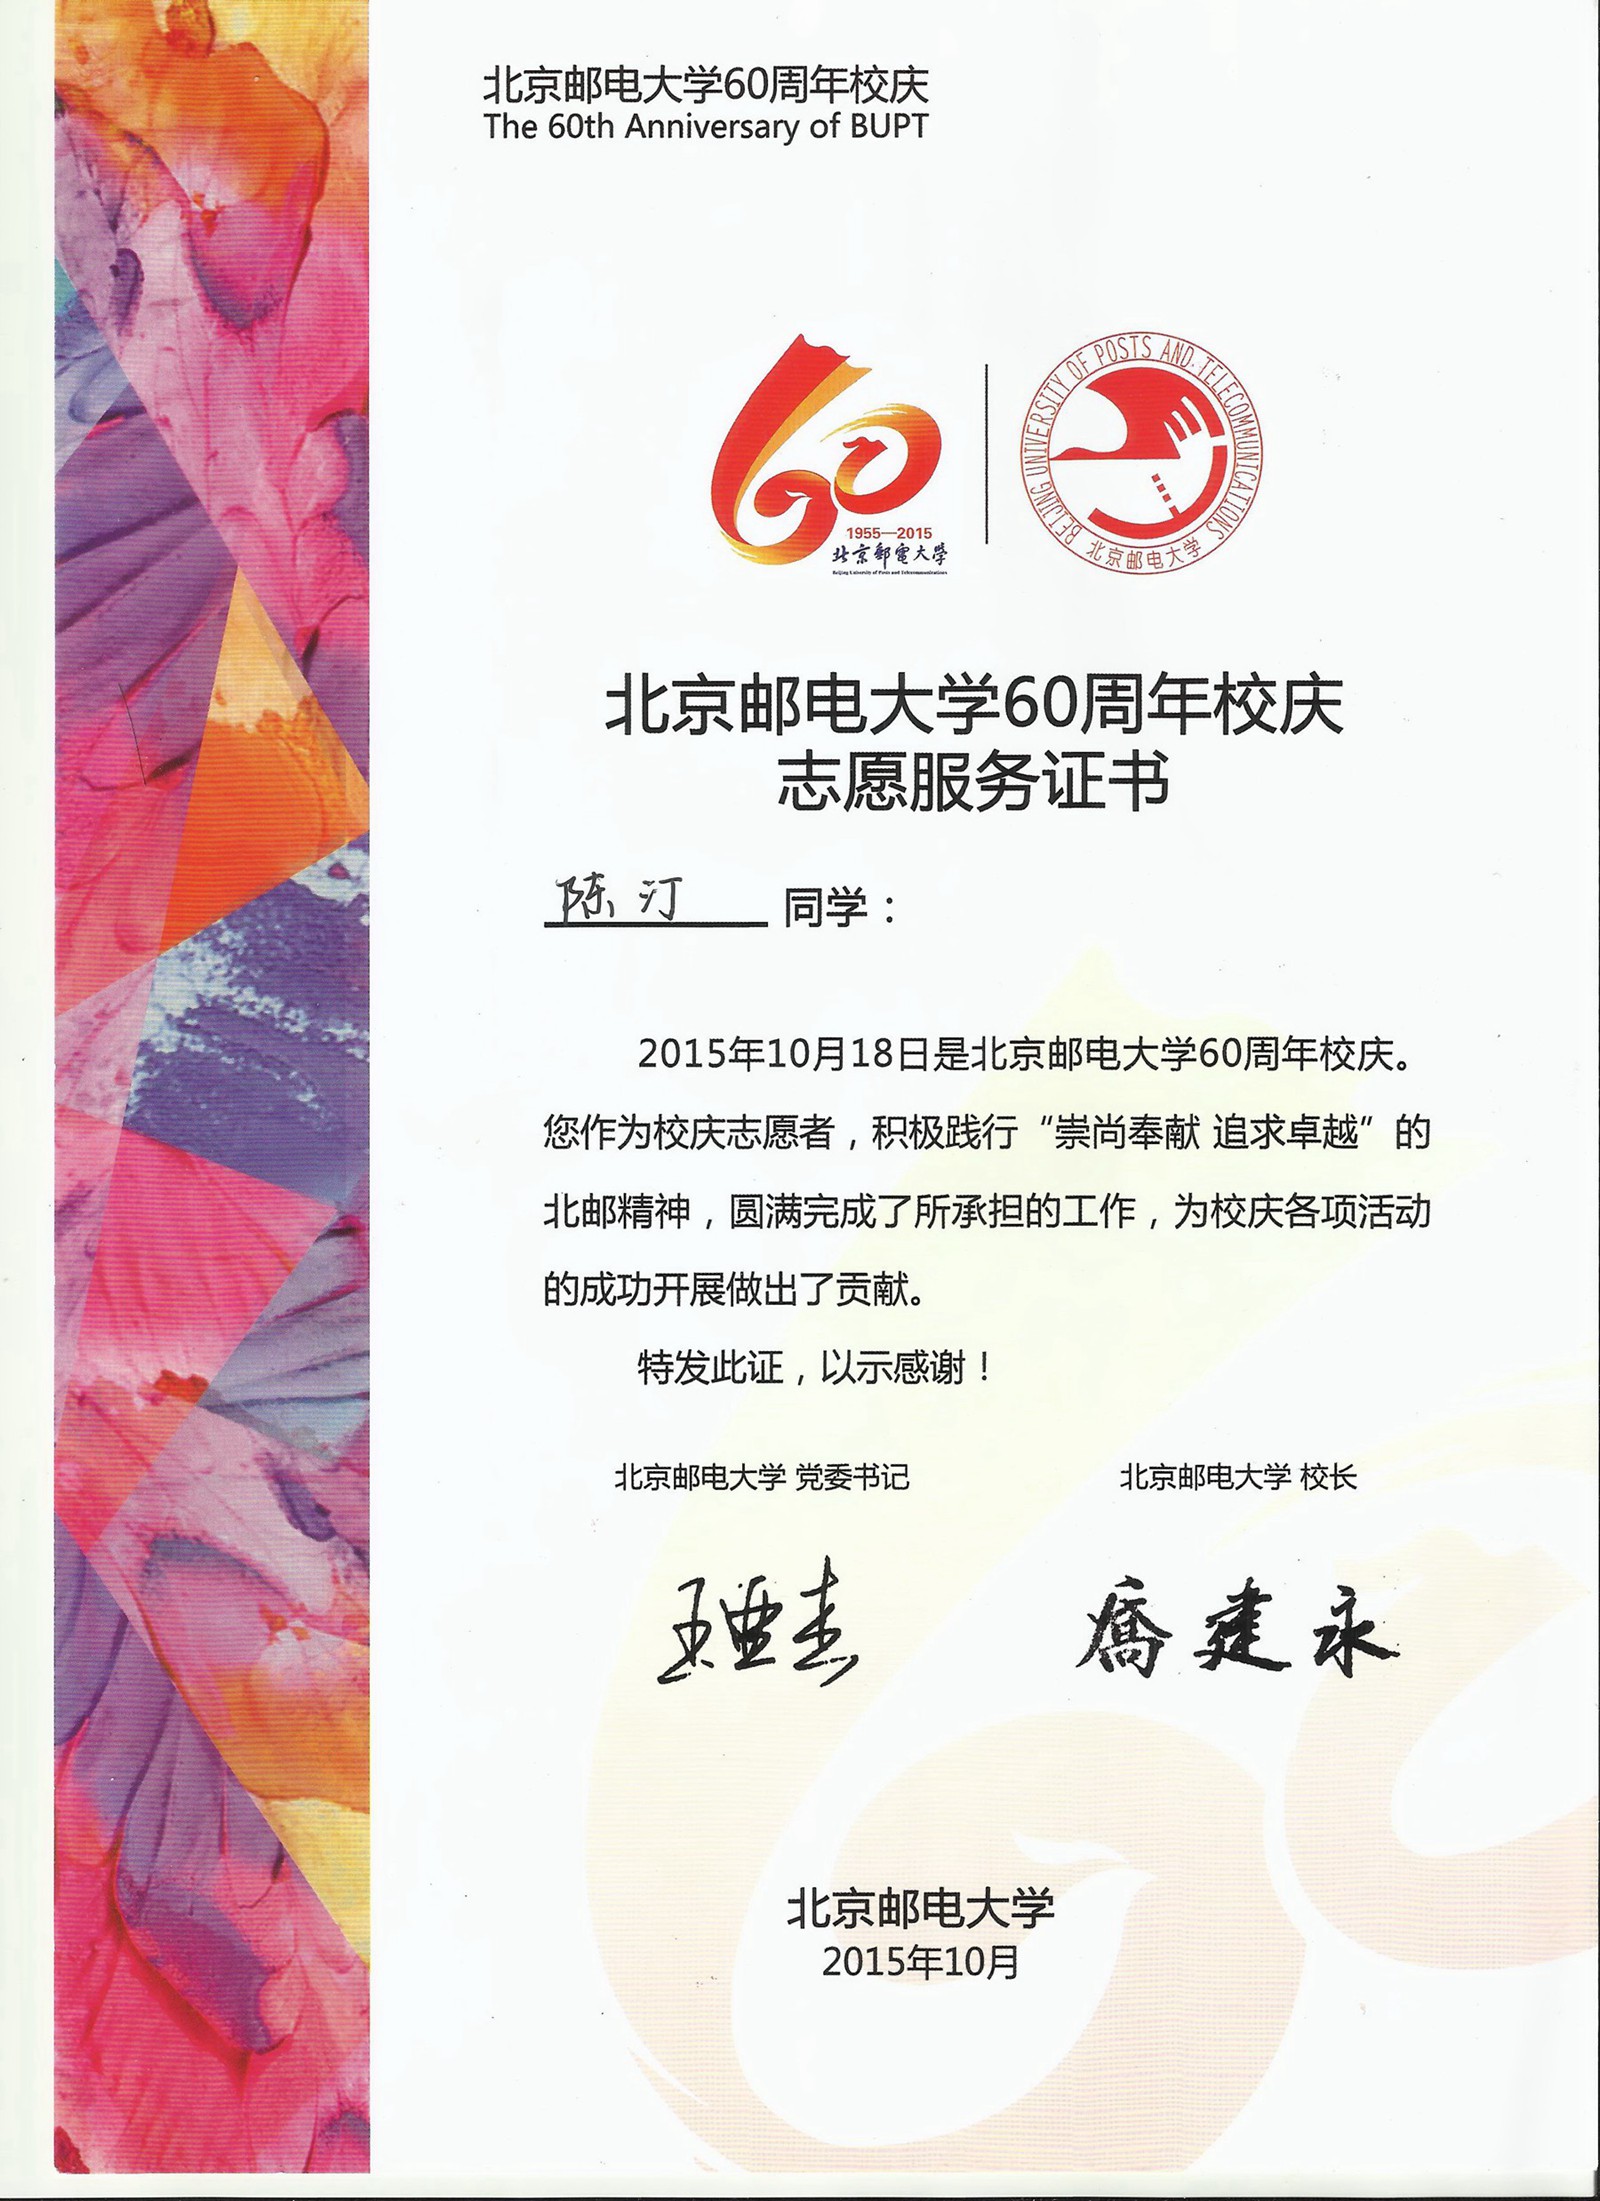 北京邮电大学60周年校庆
The 60th Anniversary of BUPT
1955—2015
北京郵電大學
Beijing University of Posts and Telecommunications
BEIJING UNIVERSITY OF POSTS AND TELECOMMUNICATIONS
北京邮电大学
北京邮电大学60周年校庆
志愿服务证书
陈汀 同学：
2015年10月18日是北京邮电大学60周年校庆。
您作为校庆志愿者，积极践行“崇尚奉献 追求卓越”的
北邮精神，圆满完成了所承担的工作，为校庆各项活动
的成功开展做出了贡献。
特发此证，以示感谢！
北京邮电大学 党委书记
北京邮电大学 校长
王亞杰
喬建永
北京邮电大学
2015年10月